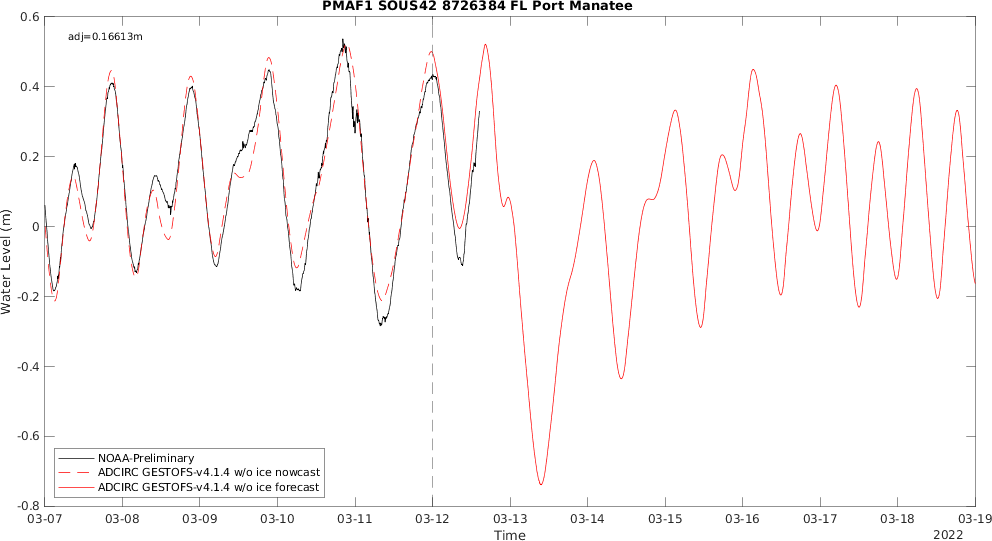 PMAF1 SOUS42 8726384 FL Port Manatee
adj=0.16613m
0.6
0.4
0.2
0
-0.2
-0.4
-0.6
-0.8
Water Level (m)
NOAA-Preliminary
ADCIRC GESTOFS-v4.1.4 w/o ice nowcast
ADCIRC GESTOFS-v4.1.4 w/o ice forecast
03-07 03-08 03-09 03-10 03-11 03-12 03-13 03-14 03-15 03-16 03-17 03-18 03-19
Time
2022